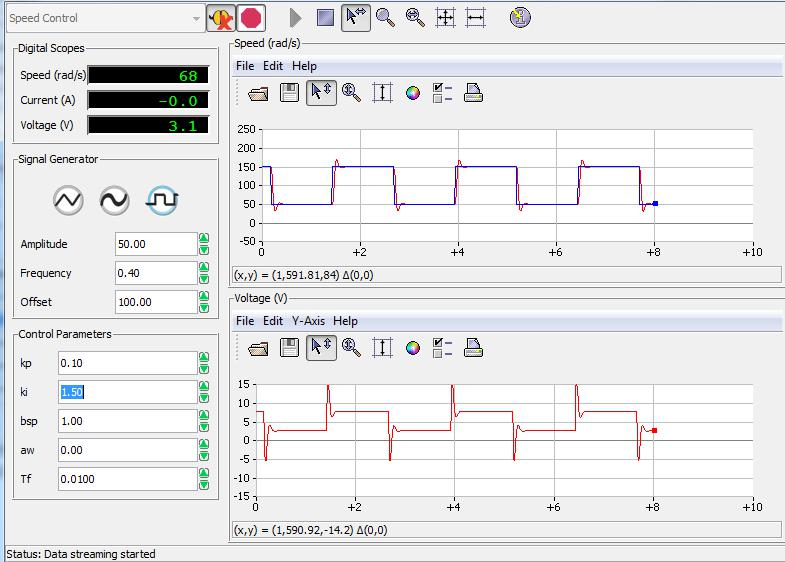 Speed Control
Digital Scopes
Speed (rad/s) 68
Current (A) -0.0
Voltage (V) 3.1
Signal Generator
Amplitude 50.00
Frequency 0.40
Offset 100.00
Control Parameters
kp 0.10
ki 1.50
bsp 1.00
aw 0.00
Tf 0.0100
Speed (rad/s)
File Edit Help
250
200
150
100
50
0
-50
0 +2 +4 +6 +8 +10
(x,y) = (1,591.81,84) Δ(0,0)
Voltage (V)
File Edit Y-Axis Help
15
10
5
0
-5
-10
-15
0 +2 +4 +6 +8 +10
(x,y) = (1,590.92,-14.2) Δ(0,0)
Status: Data streaming started